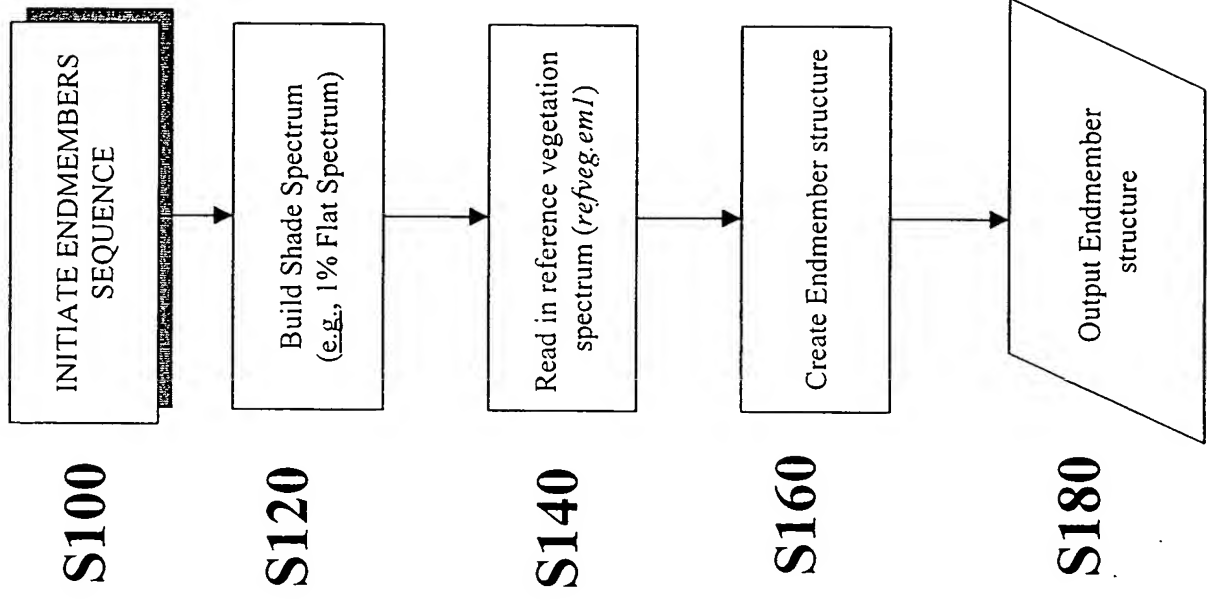 S100
INITIATE ENDMEMBERS
SEQUENCE
S120
Build Shade Spectrum
(e.g., 1% Flat Spectrum)
S140
Read in reference vegetation
spectrum (refveg.em1)
S160
Create Endmember structure
S180
Output Endmember
structure